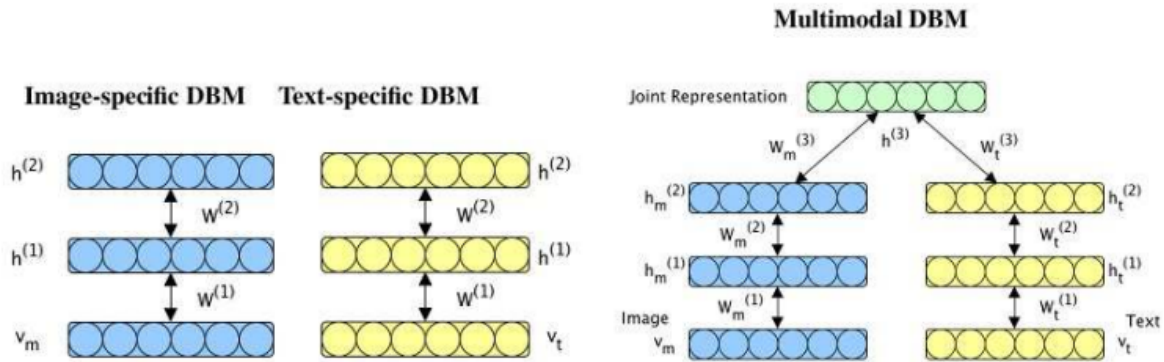 Multimodal DBM
Image-specific DBM
Text-specific DBM
h(2)
h(2)
W(2)
W(2)
h(1)
h(1)
W(1)
W(1)
vm
vt
Joint Representation
Wm(3)
h(3)
Wt(3)
hm(2)
ht(2)
Wm(2)
Wt(2)
hm(1)
ht(1)
Wm(1)
Wt(1)
Image
Text
vm
vt